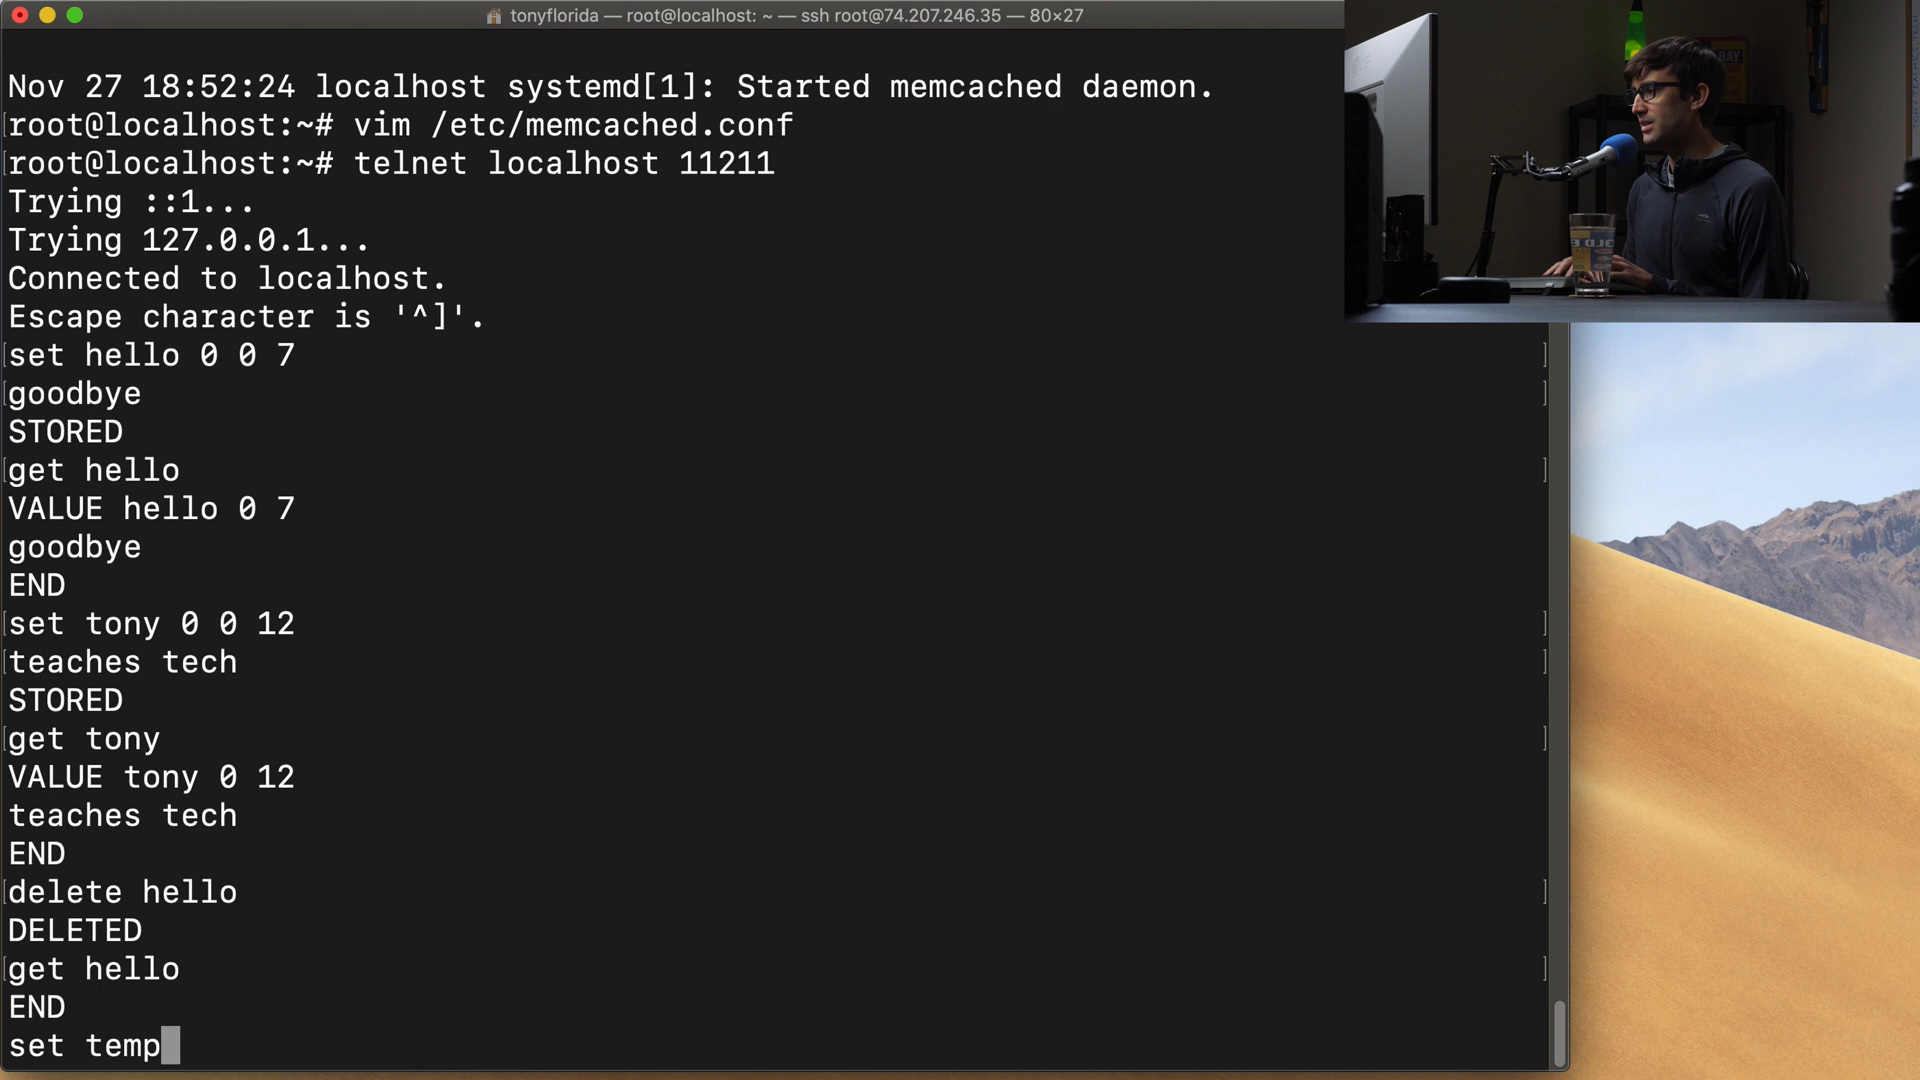 tonyflorida — root@localhost: ~ — ssh root@74.207.246.35 — 80×27
Nov 27 18:52:24 localhost systemd[1]: Started memcached daemon.
root@localhost:~# vim /etc/memcached.conf
root@localhost:~# telnet localhost 11211
Trying ::1...
Trying 127.0.0.1...
Connected to localhost.
Escape character is '^]'.
set hello 0 0 7
goodbye
STORED
get hello
VALUE hello 0 7
goodbye
END
set tony 0 0 12
teaches tech
STORED
get tony
VALUE tony 0 12
teaches tech
END
delete hello
DELETED
get hello
END
set temp